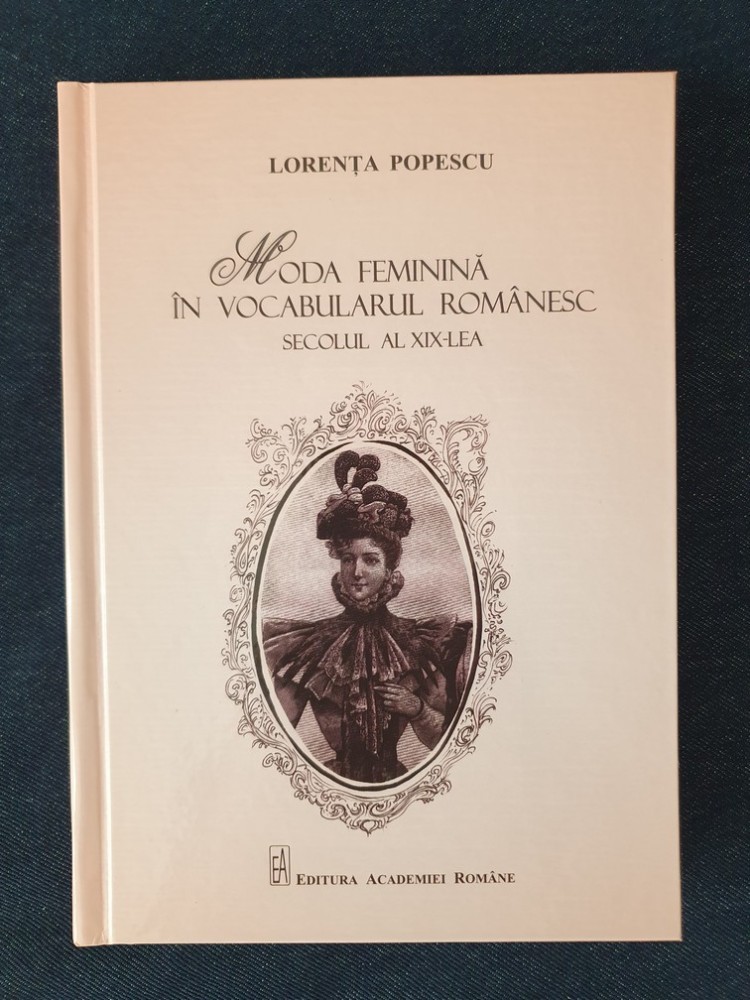 LORENȚA POPESCU
MODA FEMININĂ
ÎN VOCABULARUL ROMÂNESC
SECOLUL AL XIX-LEA
EA EDITURA ACADEMIEI ROMÂNE